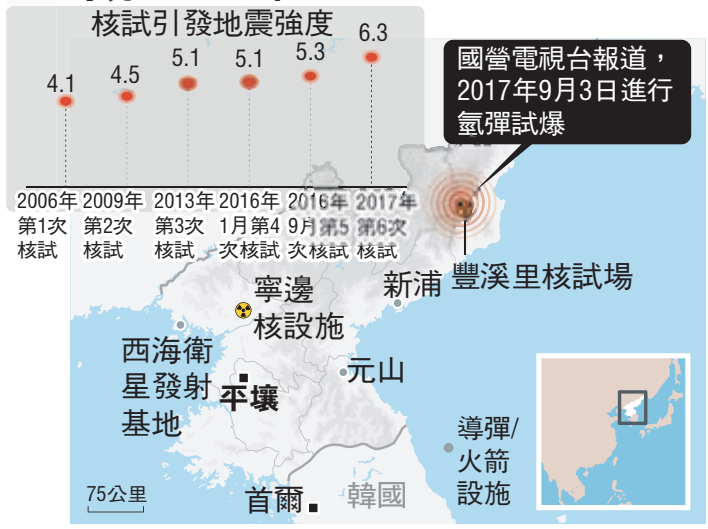 核試引發地震強度
4.1
4.5
5.1
5.1
5.3
6.3
2006年
第1次
核試
2009年
第2次
核試
2013年
第3次
核試
2016年
1月第4
次核試
2016年
9月第5
次核試
2017年
第6次
核試
國營電視台報道，
2017年9月3日進行
氫彈試爆
豐溪里核試場
新浦
寧邊
核設施
西海衛
星發射
基地
平壤
元山
導彈/
火箭
設施
75公里
首爾
韓國